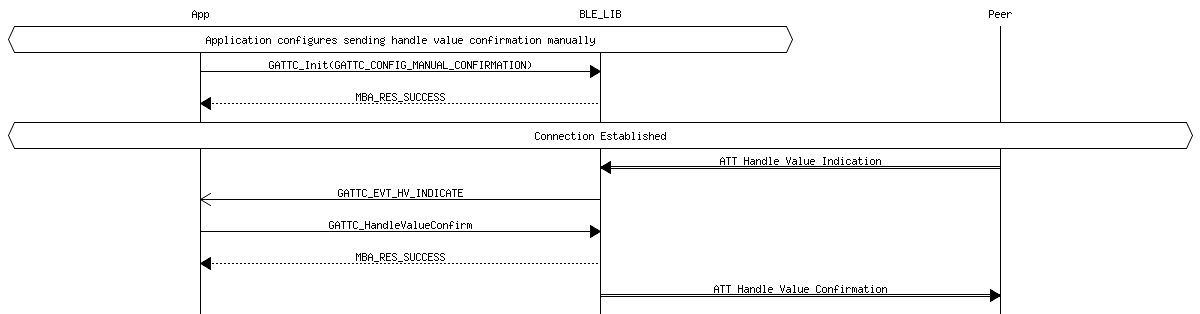 App BLE_LIB Peer
Application configures sending handle value confirmation manually
GATTC_Init(GATTC_CONFIG_MANUAL_CONFIRMATION)
MBA_RES_SUCCESS
Connection Established
ATT Handle Value Indication
GATTC_EVT_HV_INDICATE
GATTC_HandleValueConfirm
MBA_RES_SUCCESS
ATT Handle Value Confirmation